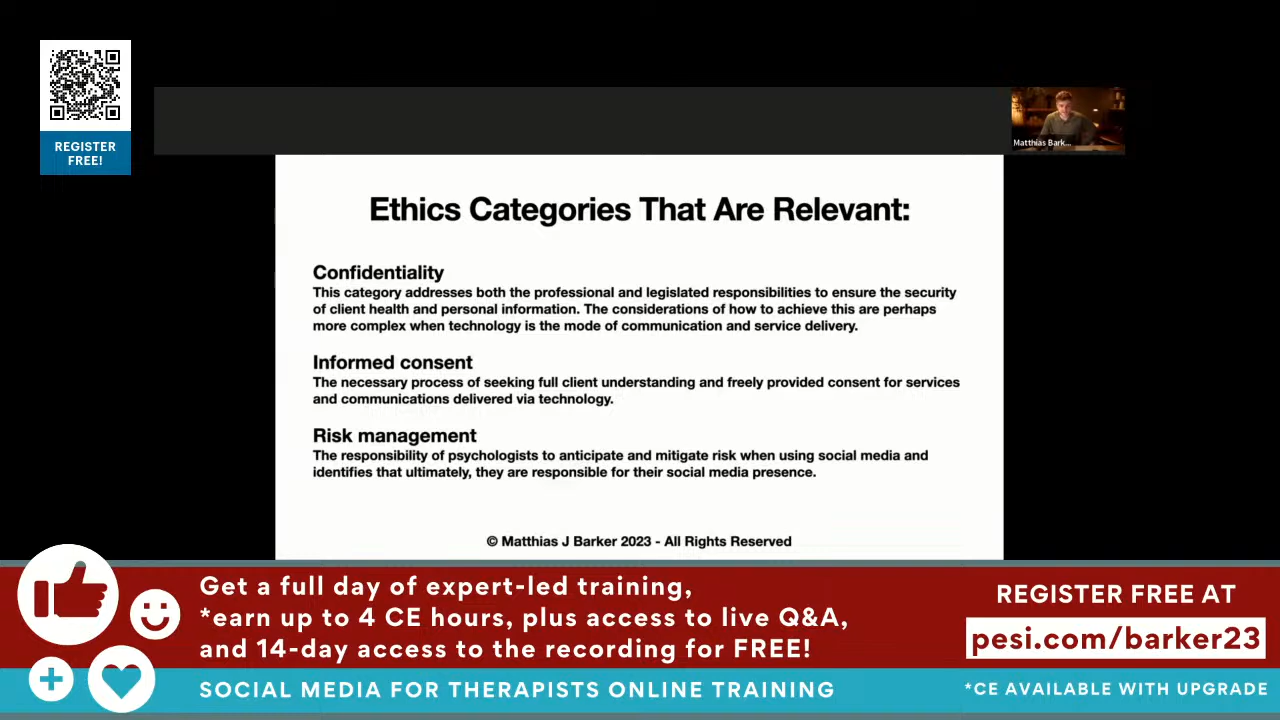 REGISTER
FREE!
Matthias Bark...
Ethics Categories That Are Relevant:
Confidentiality
This category addresses both the professional and legislated responsibilities to ensure the security
of client health and personal information. The considerations of how to achieve this are perhaps
more complex when technology is the mode of communication and service delivery.
Informed consent
The necessary process of seeking full client understanding and freely provided consent for services
and communications delivered via technology.
Risk management
The responsibility of psychologists to anticipate and mitigate risk when using social media and
identifies that ultimately, they are responsible for their social media presence.
© Matthias J Barker 2023 - All Rights Reserved
Get a full day of expert-led training,
*earn up to 4 CE hours, plus access to live Q&A,
and 14-day access to the recording for FREE!
REGISTER FREE AT
pesi.com/barker23
SOCIAL MEDIA FOR THERAPISTS ONLINE TRAINING
*CE AVAILABLE WITH UPGRADE